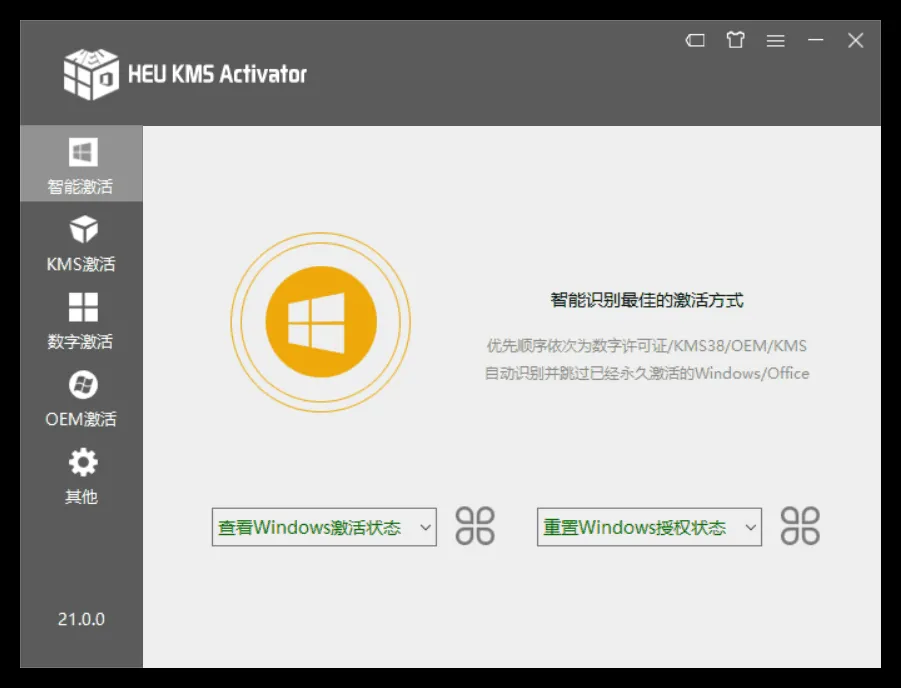 HEU KMS Activator
智能激活
KMS激活
数字激活
OEM激活
其他
21.0.0
智能识别最佳的激活方式
优先顺序依次为数字许可证/KMS38/OEM/KMS
自动识别并跳过已经永久激活的Windows/Office
查看Windows激活状态
重置Windows授权状态